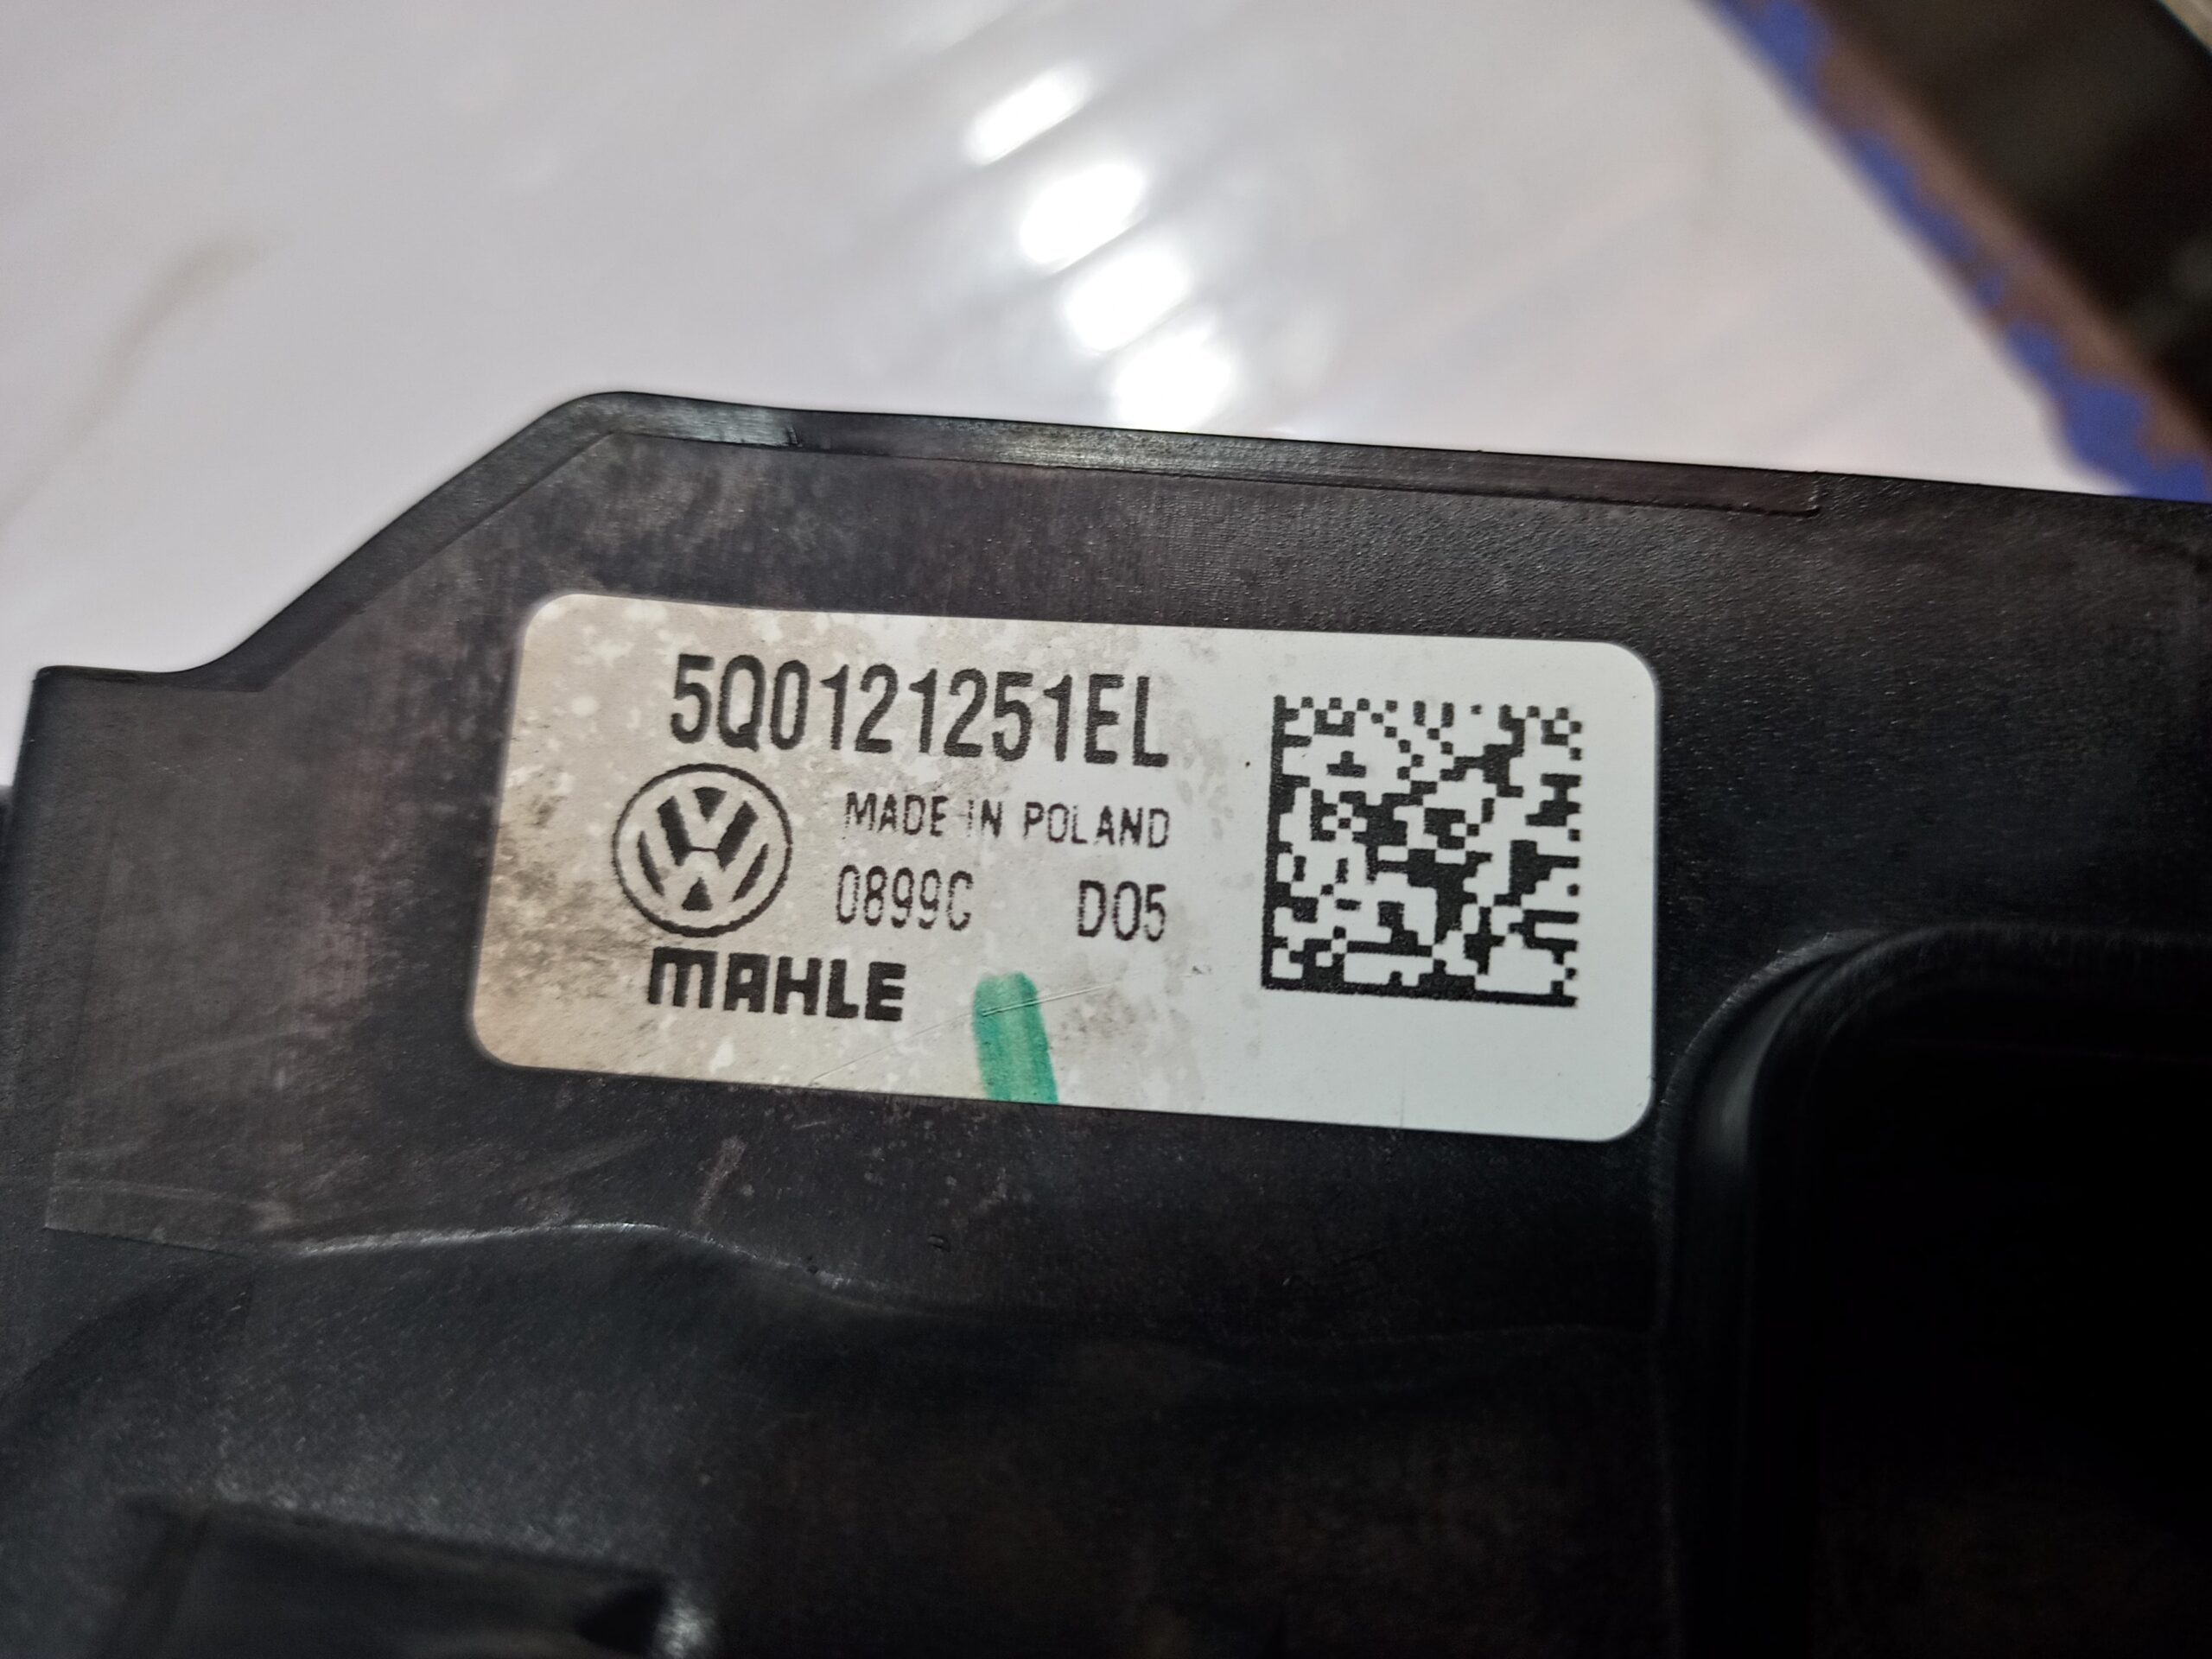 5Q0121251EL
MADE IN POLAND
0899C D05
MAHLE